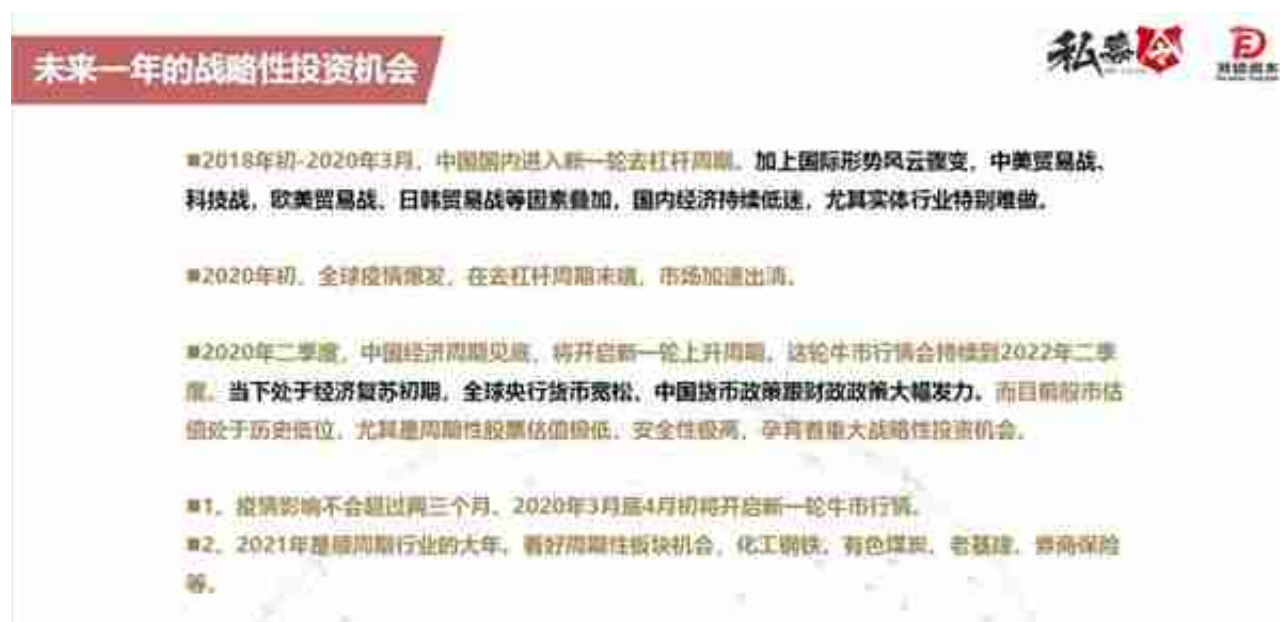 未来一年的战略性投资机会
私募
■2018年初-2020年3月，中国国内进入新一轮去杠杆周期。加上国际形势风云骤变，中美贸易战、
科技战，欧美贸易战、日韩贸易战等因素叠加，国内经济持续低迷，尤其实体行业特别难做。
■2020年初，全球疫情爆发，在去杠杆周期末端，市场加速出清。
■2020年二季度，中国经济周期见底，将开启新一轮上升周期，这轮牛市行情会持续到2022年二季
度。当下处于经济复苏初期，全球央行货币宽松、中国货币政策跟财政政策大幅发力。而目前股市估
值处于历史低位，尤其是周期性股票估值极低，安全性极高，孕育着重大战略性投资机会。
■1、疫情影响不会超过两三个月，2020年3月底4月初将开启新一轮牛市行情。
■2、2021年是顺周期行业的大年，看好周期性板块机会，化工钢铁，有色煤炭，老基建，券商保险
等。